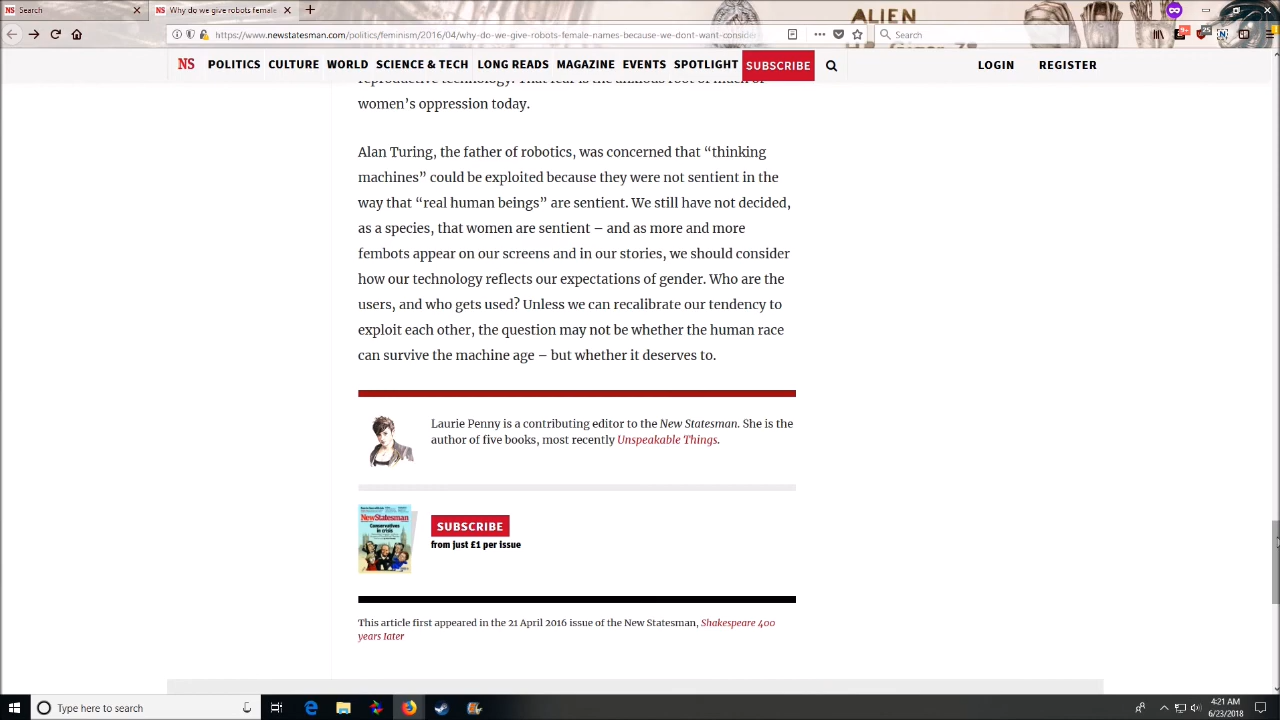 Search
Why do we give robots female
ALIEN
https://www.newstatesman.com/politics/feminism/2016/04/why-do-we-give-robots-female-names-because-we-dont-want-consider
Search
NS POLITICS CULTURE WORLD SCIENCE & TECH LONG READS MAGAZINE EVENTS SPOTLIGHT SUBSCRIBE LOGIN REGISTER
women’s oppression today.
Alan Turing, the father of robotics, was concerned that “thinking
machines” could be exploited because they were not sentient in the
way that “real human beings” are sentient. We still have not decided,
as a species, that women are sentient – and as more and more
fembots appear on our screens and in our stories, we should consider
how our technology reflects our expectations of gender. Who are the
users, and who gets used? Unless we can recalibrate our tendency to
exploit each other, the question may not be whether the human race
can survive the machine age – but whether it deserves to.
Laurie Penny is a contributing editor to the New Statesman. She is the
author of five books, most recently Unspeakable Things.
NewStatesman
Conservatives
in crisis
SUBSCRIBE
from just £1 per issue
This article first appeared in the 21 April 2016 issue of the New Statesman, Shakespeare 400
years later
Type here to search
4:21 AM
6/23/2018